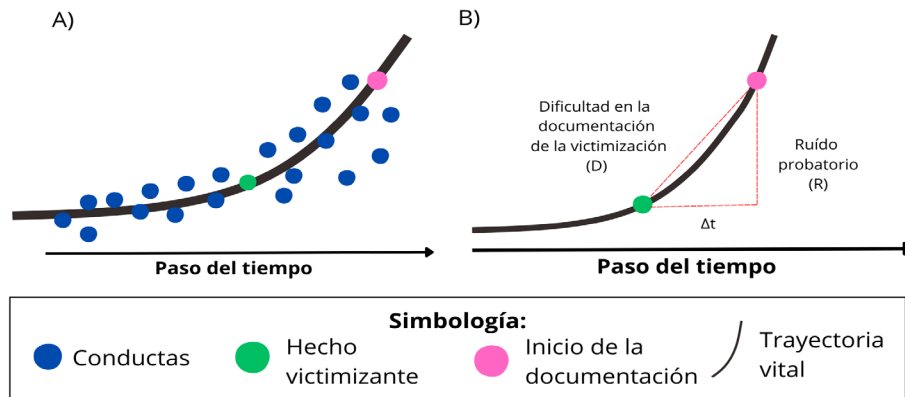 A)
Paso del tiempo
B)
Dificultad en la
documentación
de la victimización
(D)
Ruído
probatorio
(R)
Δt
Paso del tiempo
Simbología:
Conductas
Hecho
victimizante
Inicio de la
documentación
Trayectoria
vital